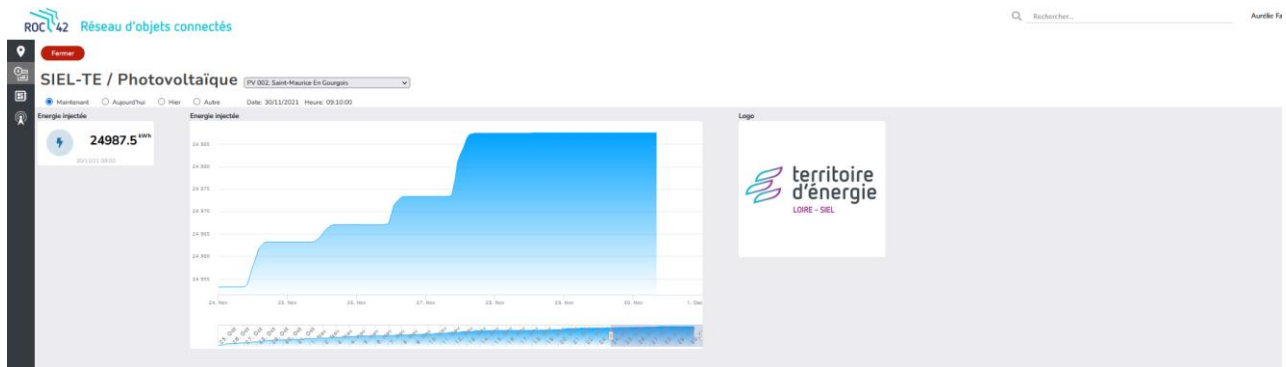 ROC 42 Réseau d'objets connectés
Rechercher...
Aurélie Fa
Fermer
SIEL-TE / Photovoltaïque
PV 002, Saint-Maurice En Gourgois
Maintenant Aujourd'hui Hier Autre Date: 30/11/2021 Heure: 09:10:00
Energie injectée
24987.5 kWh
Energie injectée
24 985
24 980
24 975
24 970
24 965
24 960
24 955
24. Nov 25. Nov 26. Nov 27. Nov 28. Nov 29. Nov 30. Nov 1. Dec
Logo
territoire
d'énergie
LOIRE - SIEL